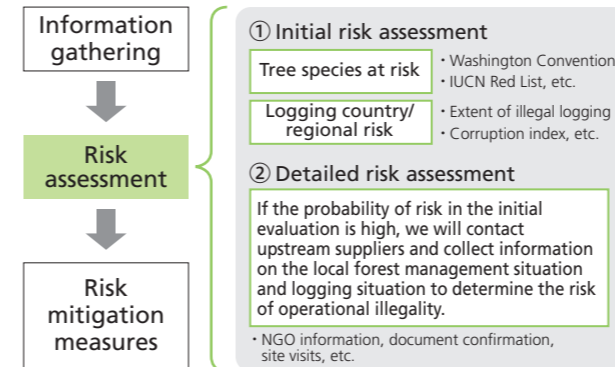 Information
gathering
Risk
assessment
Risk
mitigation
measures
① Initial risk assessment
Tree species at risk
・Washington Convention
・IUCN Red List, etc.
Logging country/
regional risk
・Extent of illegal logging
・Corruption index, etc.
② Detailed risk assessment
If the probability of risk in the initial
evaluation is high, we will contact
upstream suppliers and collect information
on the local forest management situation
and logging situation to determine the risk
of operational illegality.
・NGO information, document confirmation,
site visits, etc.